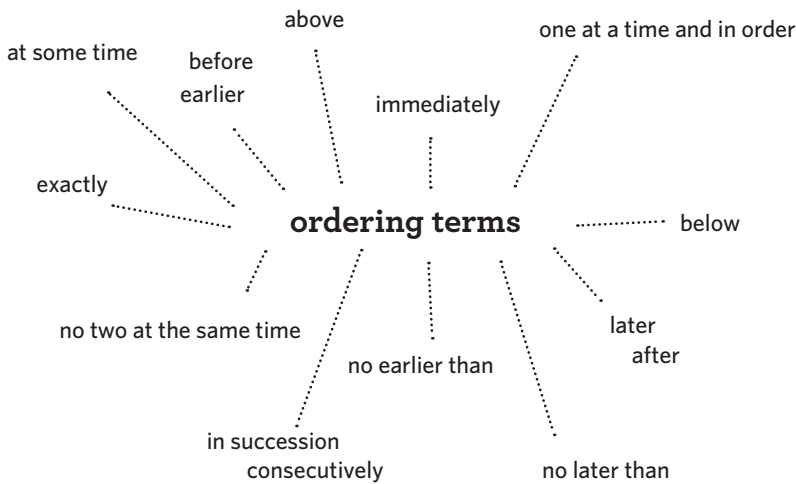 above
one at a time and in order
at some time
before
earlier
immediately
exactly
ordering terms
below
no two at the same time
later
after
no earlier than
in succession
consecutively
no later than